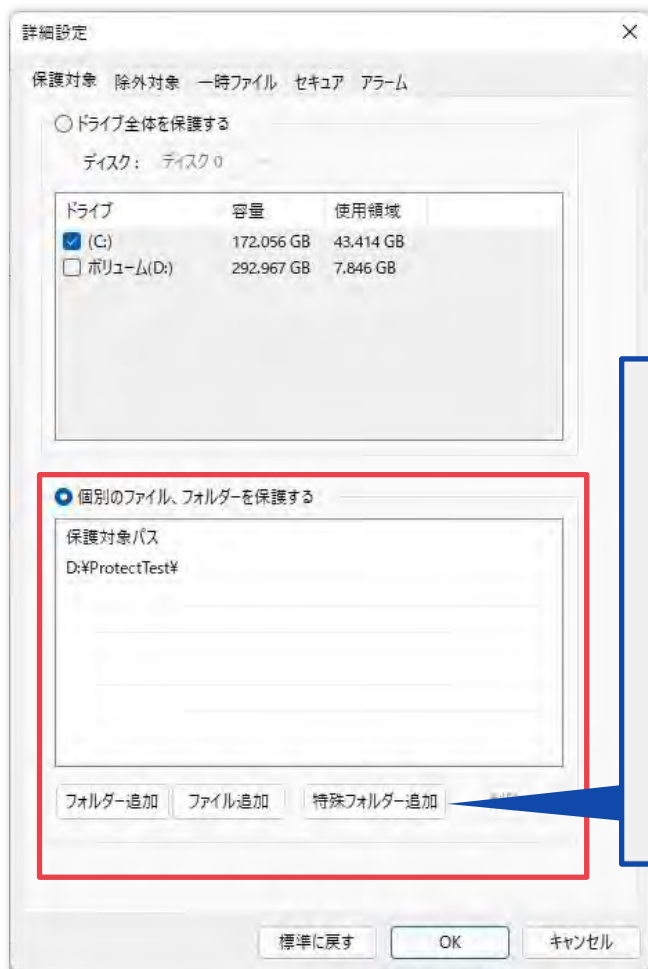 詳細設定
保護対象 除外対象 一時ファイル セキュア アラーム
ドライブ全体を保護する
ディスク: ディスク 0
ドライブ 容量 使用領域
(C:) 172.056 GB 43.414 GB
ボリューム(D:) 292.967 GB 7.846 GB
個別のファイル、フォルダーを保護する
保護対象パス
D:¥ProtectTest¥
フォルダー追加 ファイル追加 特殊フォルダー追加
標準に戻す OK キャンセル